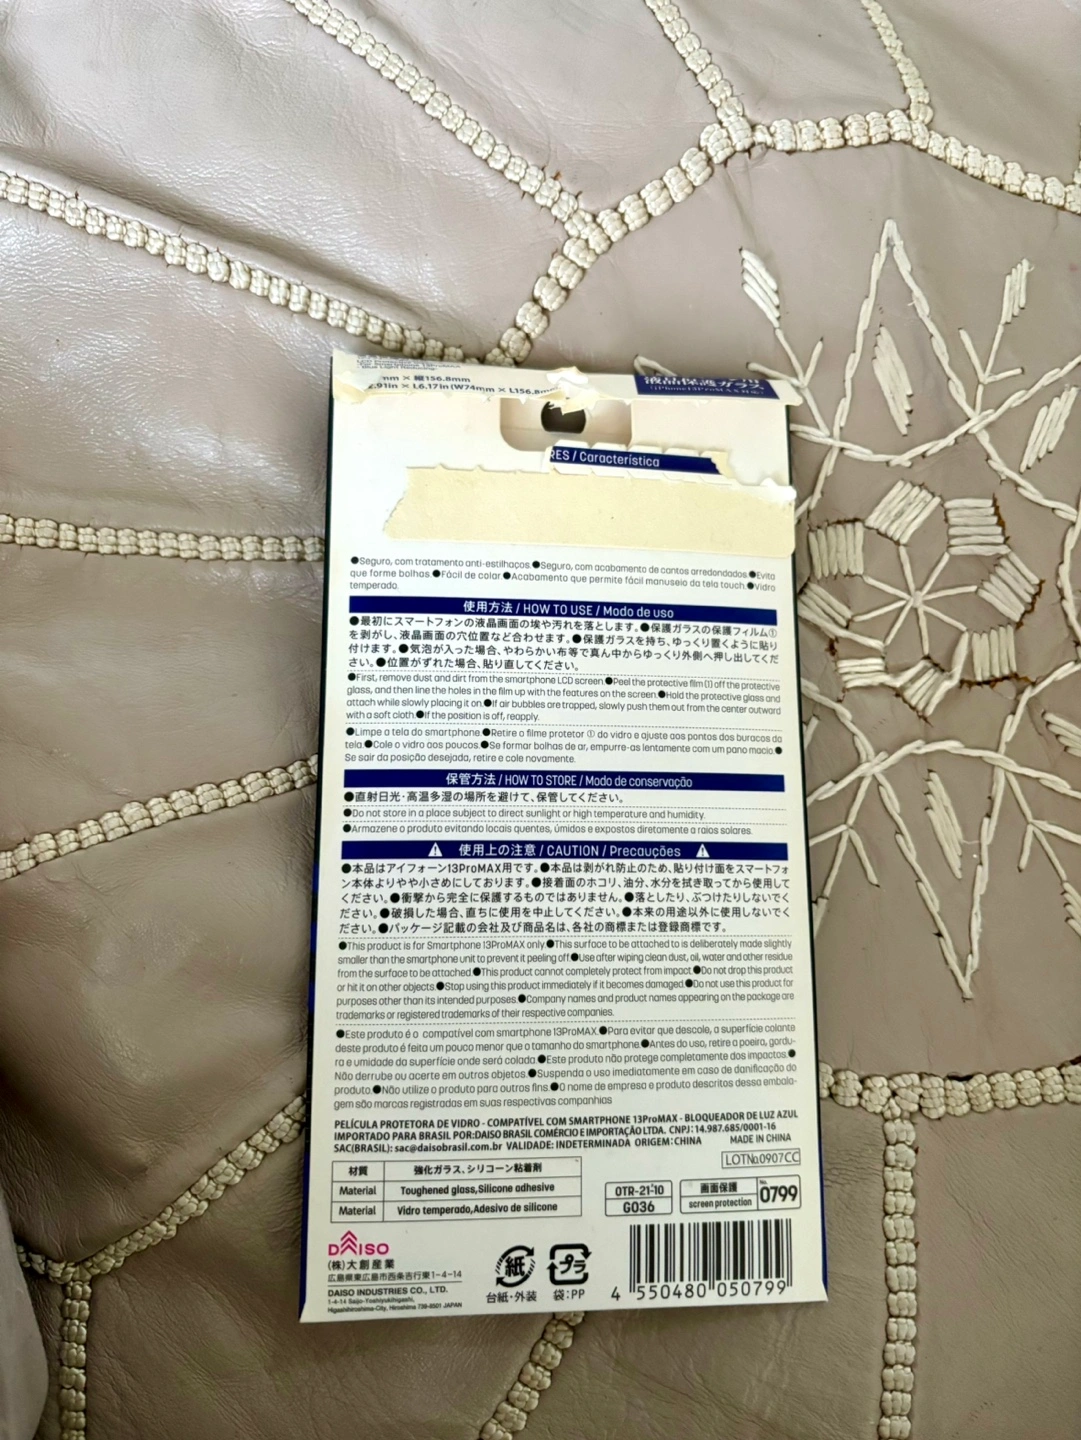 mm × 縦156.8mm
2.91in × L6.17in (W74mm × L156.8mm
液晶保護ガラス
RES / Característica
●Seguro, com tratamento anti-estilhaços.●Seguro, com acabamento de cantos arredondados.●Evita
que forme bolhas.●Fácil de colar.●Acabamento que permite fácil manuseio da tela touch.●Vidro
temperado.
使用方法 / HOW TO USE / Modo de uso
●最初にスマートフォンの液晶画面の埃や汚れを落とします。●保護ガラスの保護フィルム①
を剥がし、液晶画面の穴位置など合わせます。●保護ガラスを持ち、ゆっくり置くように貼り
付けます。●気泡が入った場合、やわらかい布等で真ん中からゆっくり外側へ押し出してくだ
さい。●位置がずれた場合、貼り直してください。
●First, remove dust and dirt from the smartphone LCD screen.●Peel the protective film (1) off the protective
glass, and then line the holes in the film up with the features on the screen.●Hold the protective glass and
attach while slowly placing it on.●If air bubbles are trapped, slowly push them out from the center outward
with a soft cloth.●If the position is off, reapply.
●Limpe a tela do smartphone.●Retire o filme protetor ① do vidro e ajuste aos pontos dos buracos da
tela.●Cole o vidro aos poucos.●Se formar bolhas de ar, empurre-as lentamente com um pano macio.●
Se sair da posição desejada, retire e cole novamente.
保管方法 / HOW TO STORE / Modo de conservação
●直射日光・高温多湿の場所を避けて、保管してください。
●Do not store in a place subject to direct sunlight or high temperature and humidity.
●Armazene o produto evitando locais quentes, úmidos e expostos diretamente a raios solares.
使用上の注意 / CAUTION / Precauções
●本品はアイフォーン13ProMAX用です。●本品は剥がれ防止のため、貼り付け面をスマートフォ
ン本体よりやや小さめにしております。●接着面のホコリ、油分、水分を拭き取ってから使用して
ください。●衝撃から完全に保護するものではありません。●落としたり、ぶつけたりしないでく
ださい。●破損した場合、直ちに使用を中止してください。●本来の用途以外に使用しないでく
ださい。●パッケージ記載の会社及び商品名は、各社の商標または登録商標です。
●This product is for Smartphone 13ProMAX only.●This surface to be attached to is deliberately made slightly
smaller than the smartphone unit to prevent it peeling off.●Use after wiping clean dust, oil, water and other residue
from the surface to be attached.●This product cannot completely protect from impact.●Do not drop this product
or hit it on other objects.●Stop using this product immediately if it becomes damaged.●Do not use this product for
purposes other than its intended purposes.●Company names and product names appearing on the package are
trademarks or registered trademarks of their respective companies.
●Este produto é o compatível com smartphone 13ProMAX.●Para evitar que descole, a superfície colante
deste produto é feita um pouco menor que o tamanho do smartphone.●Antes do uso, retire a poeira, gordu-
ra e umidade da superfície onde será colada.●Este produto não protege completamente dos impactos.●
Não derrube ou acerte em outros objetos.●Suspenda o uso imediatamente em caso de danificação do
produto.●Não utilize o produto para outros fins.●O nome de empresa e produto descritos dessa embala-
gem são marcas registradas em suas respectivas companhias
PELÍCULA PROTETORA DE VIDRO - COMPATÍVEL COM SMARTPHONE 13ProMAX - BLOQUEADOR DE LUZ AZUL
IMPORTADO PARA BRASIL POR:DAISO BRASIL COMÉRCIO E IMPORTAÇÃO LTDA. CNPJ: 14.987.685/0001-16
SAC(BRASIL): sac@daisobrasil.com.br VALIDADE: INDETERMINADA ORIGEM: CHINA MADE IN CHINA
LOT№0907CC
材質 強化ガラス、シリコーン粘着剤
Material Toughened glass,Silicone adhesive
Material Vidro temperado,Adesivo de silicone
OTR-21-10
G036
画面保護
screen protection
No. 0799
DAISO
(株)大創産業
広島県東広島市西条吉行東1-4-14
DAISO INDUSTRIES CO., LTD.
1-4-14 Saijo-Yoshiyukihigashi,
Higashihiroshima-City, Hiroshima 739-8501 JAPAN
紙
台紙・外装
プラ
袋:PP
4 550480 050799